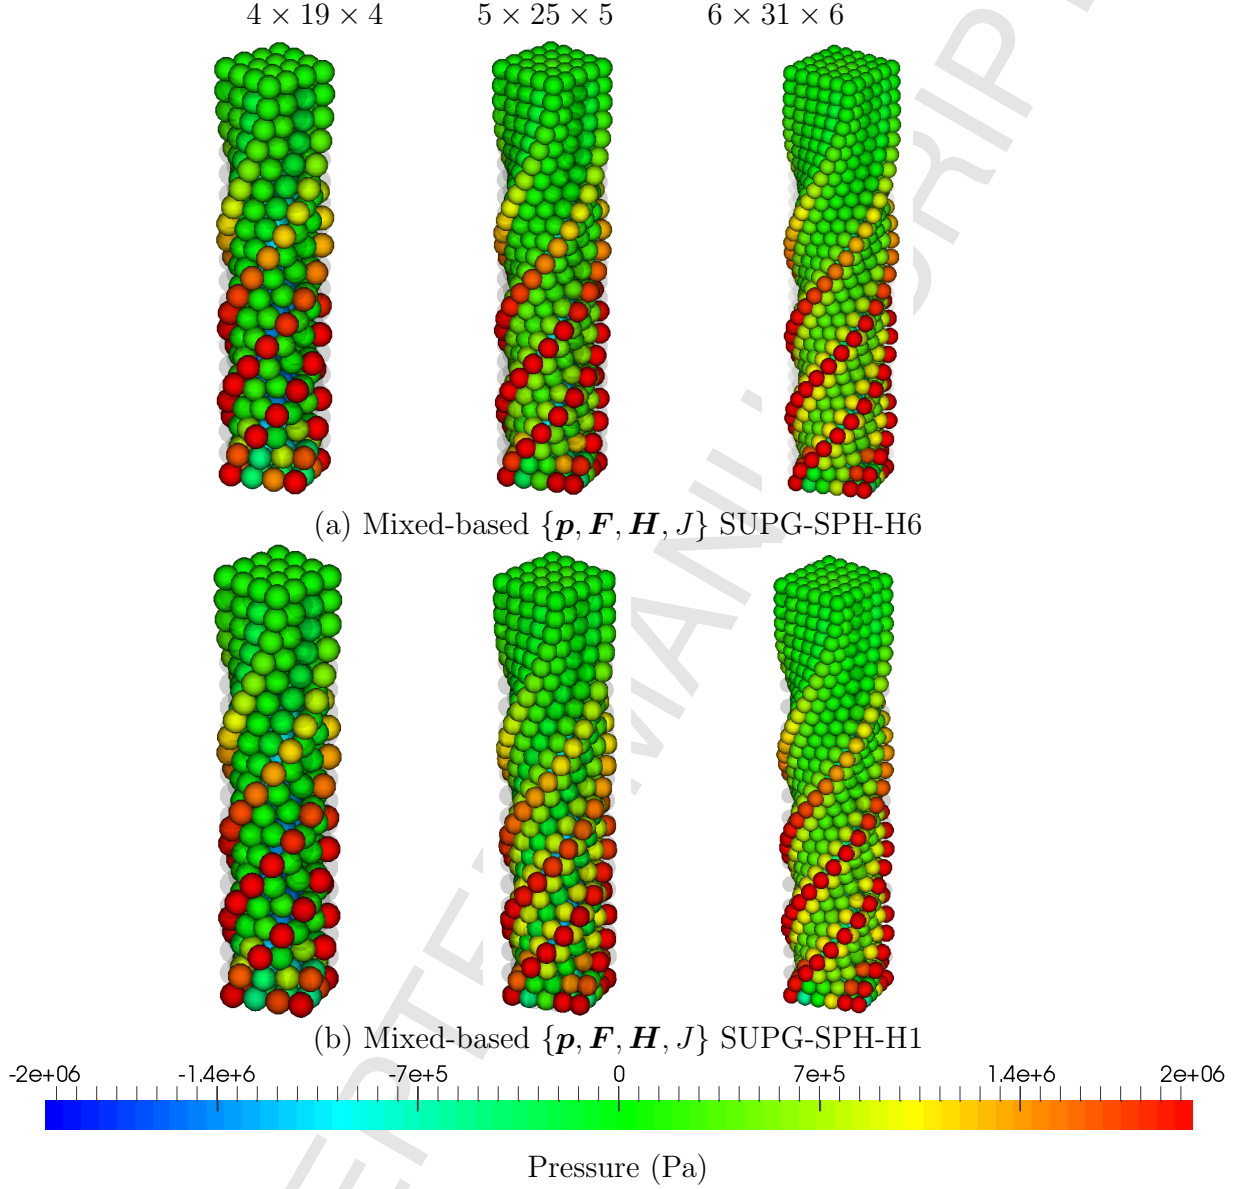 4 × 19 × 4 5 × 25 × 5 6 × 31 × 6
(a) Mixed-based {p, F, H, J} SUPG-SPH-H6
(b) Mixed-based {p, F, H, J} SUPG-SPH-H1
-2e+06 -1.4e+6 -7e+5 0 7e+5 1.4e+6 2e+06
Pressure (Pa)